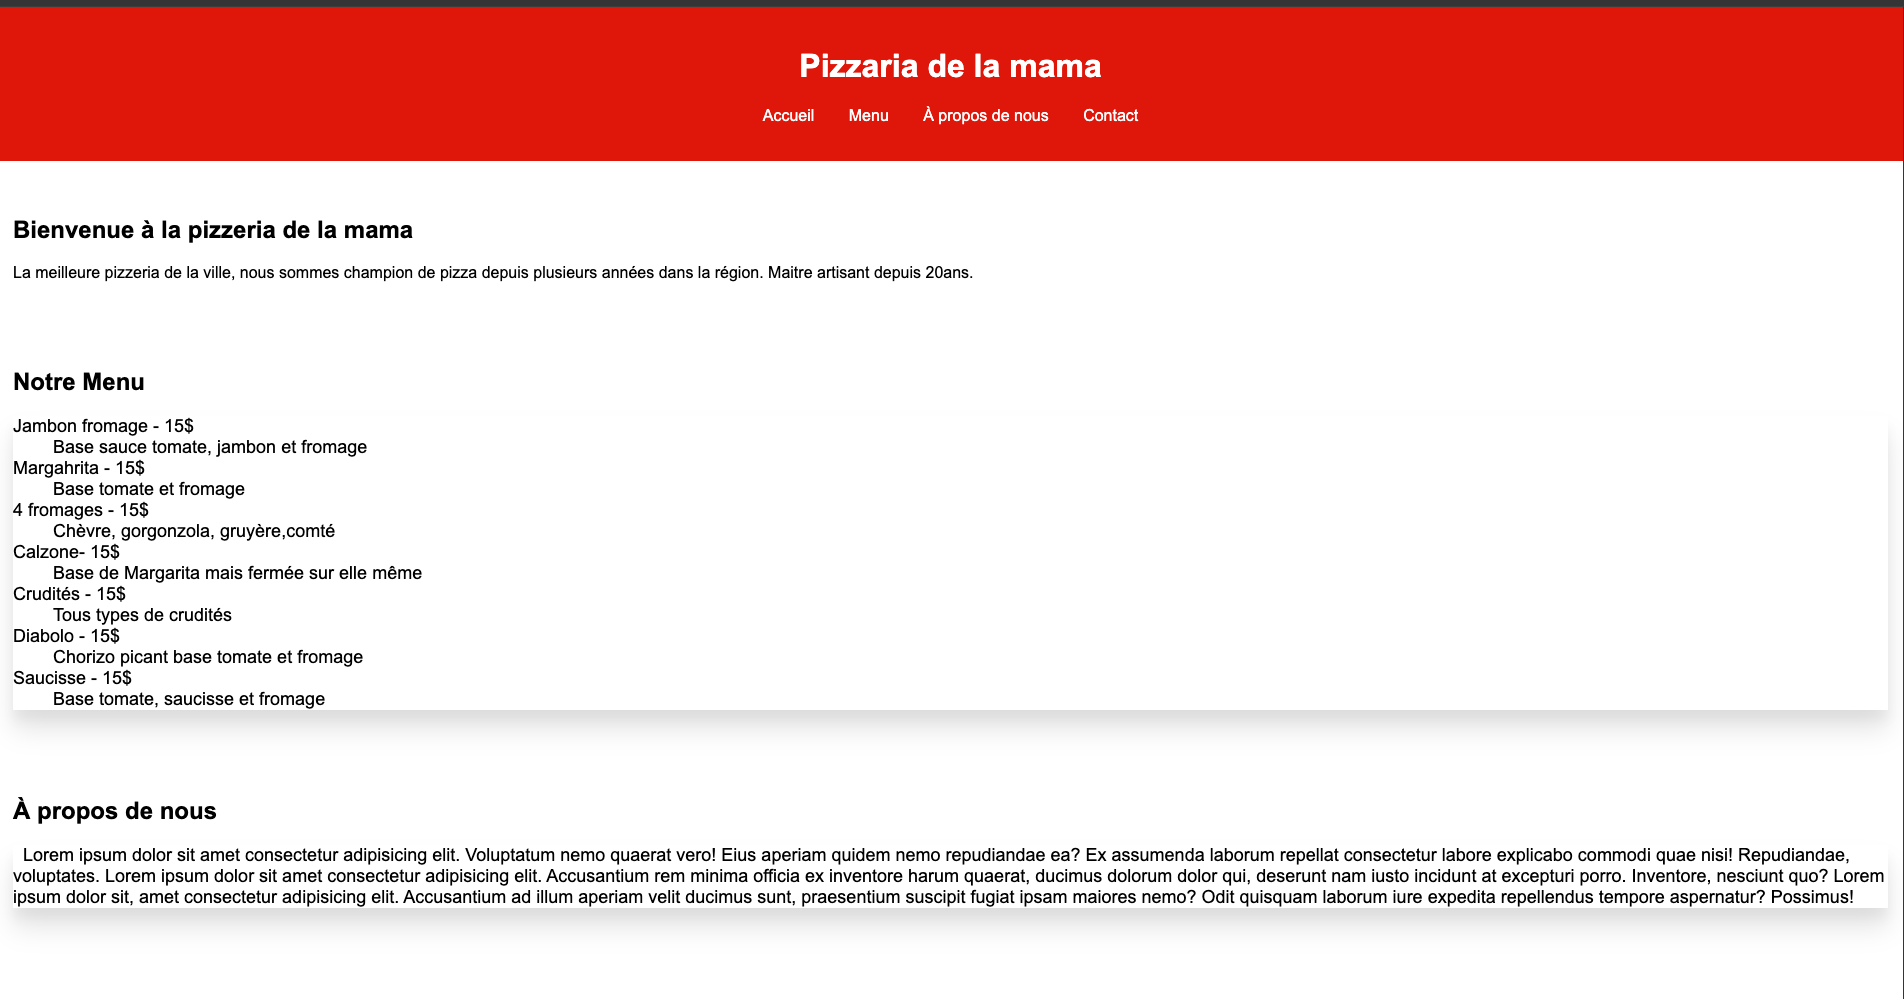 Pizzaria de la mama
Accueil Menu À propos de nous Contact
Bienvenue à la pizzeria de la mama
La meilleure pizzeria de la ville, nous sommes champion de pizza depuis plusieurs années dans la région. Maitre artisant depuis 20ans.
Notre Menu
Jambon fromage - 15$
Base sauce tomate, jambon et fromage
Margahrita - 15$
Base tomate et fromage
4 fromages - 15$
Chèvre, gorgonzola, gruyère,comté
Calzone- 15$
Base de Margarita mais fermée sur elle même
Crudités - 15$
Tous types de crudités
Diabolo - 15$
Chorizo picant base tomate et fromage
Saucisse - 15$
Base tomate, saucisse et fromage
À propos de nous
Lorem ipsum dolor sit amet consectetur adipisicing elit. Voluptatum nemo quaerat vero! Eius aperiam quidem nemo repudiandae ea? Ex assumenda laborum repellat consectetur labore explicabo commodi quae nisi! Repudiandae,
voluptates. Lorem ipsum dolor sit amet consectetur adipisicing elit. Accusantium rem minima officia ex inventore harum quaerat, ducimus dolorum dolor qui, deserunt nam iusto incidunt at excepturi porro. Inventore, nesciunt quo? Lorem
ipsum dolor sit, amet consectetur adipisicing elit. Accusantium ad illum aperiam velit ducimus sunt, praesentium suscipit fugiat ipsam maiores nemo? Odit quisquam laborum iure expedita repellendus tempore aspernatur? Possimus!